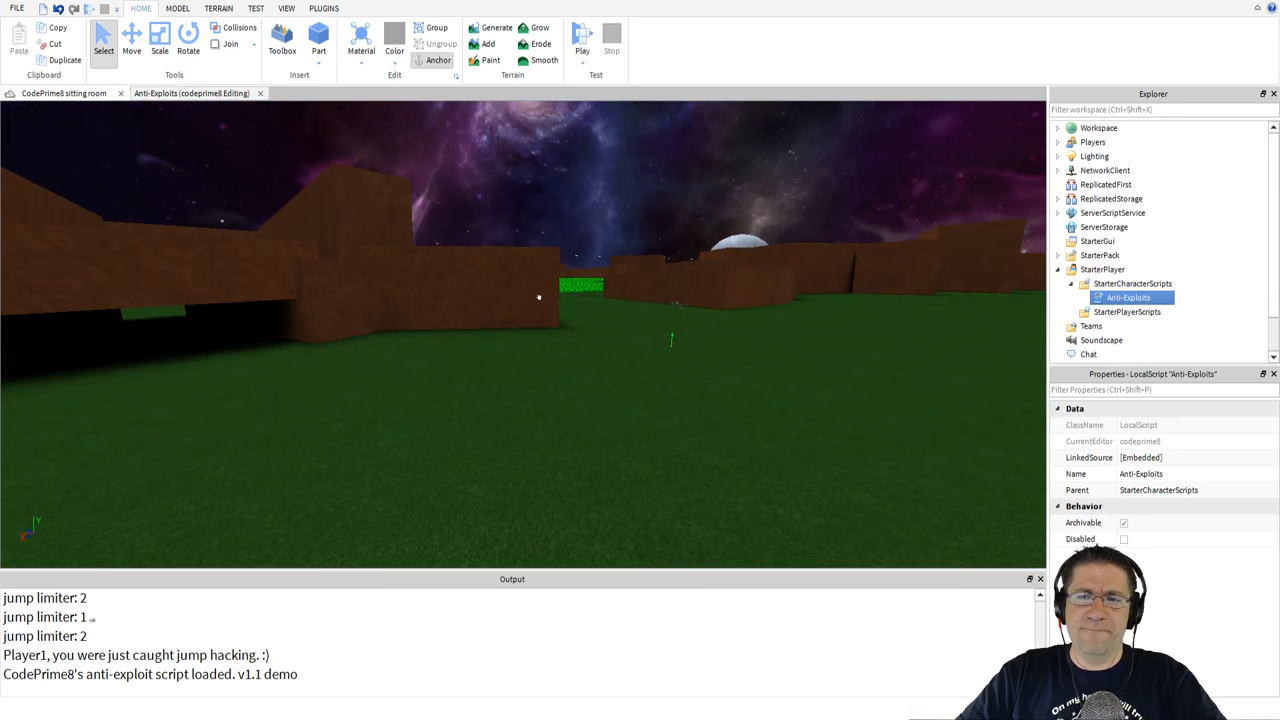 FILE HOME MODEL TERRAIN TEST VIEW PLUGINS
Paste Copy Cut Duplicate Clipboard
Select Move Scale Rotate Collisions Join Tools
Toolbox Part Insert
Material Color Group Ungroup Anchor Edit
Generate Grow Add Erode Paint Smooth Terrain
Play Stop Test
CodePrime8 sitting room
Anti-Exploits (codeprime8 Editing)
Explorer
Filter workspace (Ctrl+Shift+X)
Workspace
Players
Lighting
NetworkClient
ReplicatedFirst
ReplicatedStorage
ServerScriptService
ServerStorage
StarterGui
StarterPack
StarterPlayer
StarterCharacterScripts
Anti-Exploits
StarterPlayerScripts
Teams
Soundscape
Chat
Properties - LocalScript "Anti-Exploits"
Filter Properties (Ctrl+Shift+P)
Data
ClassName LocalScript
CurrentEditor codeprime8
LinkedSource [Embedded]
Name Anti-Exploits
Parent StarterCharacterScripts
Behavior
Archivable
Disabled
Y
X
Output
jump limiter: 2
jump limiter: 1
jump limiter: 2
Player1, you were just caught jump hacking. :)
CodePrime8's anti-exploit script loaded. v1.1 demo
On my
will try